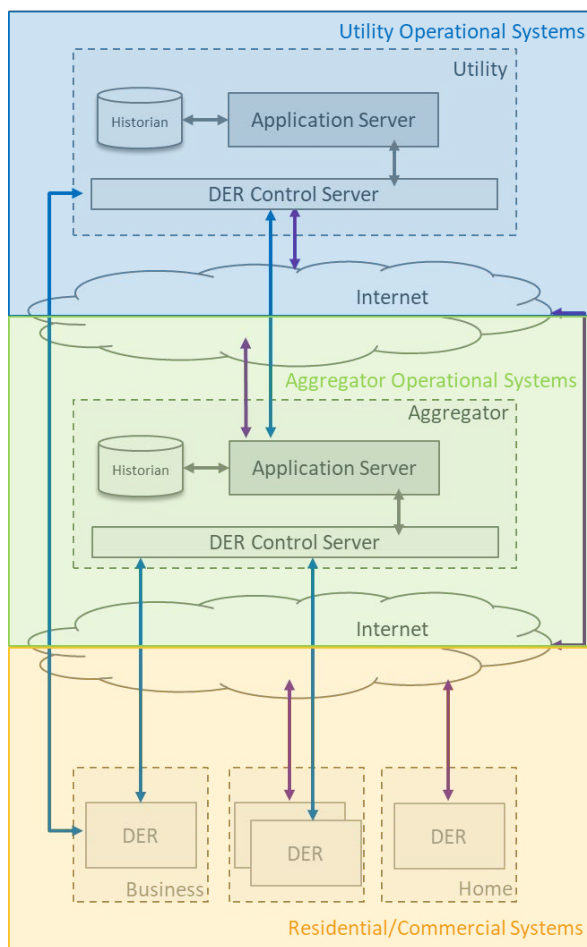 Utility Operational Systems
Utility
Historian
Application Server
DER Control Server
Internet
Aggregator Operational Systems
Aggregator
Historian
Application Server
DER Control Server
Internet
DER
DER
DER
Business
Home
Residential/Commercial Systems